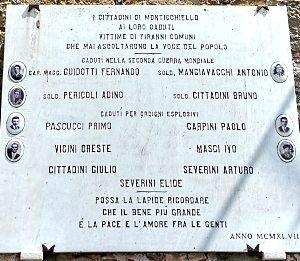 I CITTADINI DI MONTICCHIELLO
AI LORO CADUTI
VITTIME DI TIRANNI COMUNI
CHE MAI ASCOLTARONO LA VOCE DEL POPOLO
CADUTI NELLA SECONDA GUERRA MONDIALE
CAP. MAGG. GUIDOTTI FERNANDO SOLD. MANGIAVACCHI ANTONIO
SOLD. PERICOLI ADINO SOLD. CITTADINI BRUNO
CADUTI PER ORDIGNI ESPLOSIVI
PASCUCCI PRIMO CARPINI PAOLO
VICINI ORESTE MASCI IVO
CITTADINI GIULIO SEVERINI ARTURO
SEVERINI ELIDE
POSSA LA LAPIDE RICORDARE
CHE IL BENE PIÙ GRANDE
É LA PACE E L'AMORE FRA LE GENTI
ANNO MCMXLVII